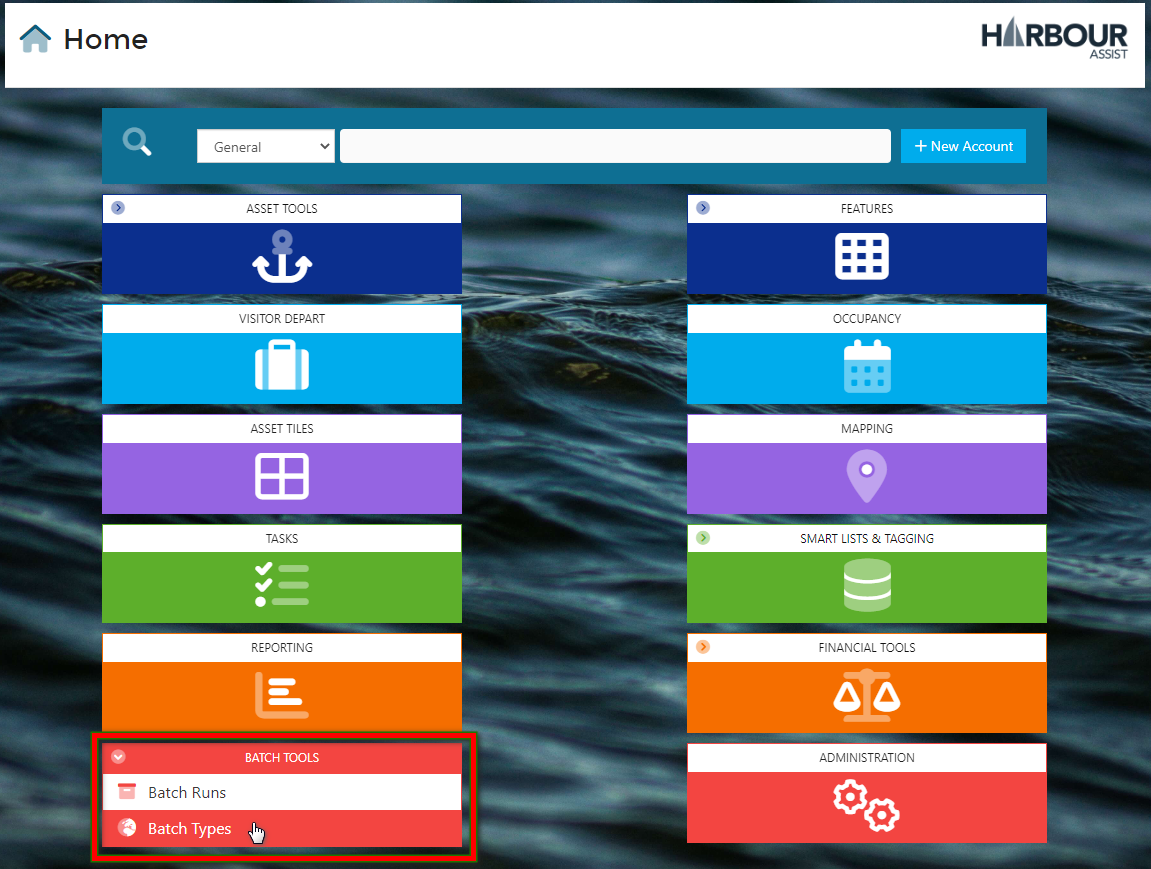 Home
HARBOUR
ASSIST
General
+ New Account
ASSET TOOLS
FEATURES
VISITOR DEPART
OCCUPANCY
ASSET TILES
MAPPING
TASKS
SMART LISTS & TAGGING
REPORTING
FINANCIAL TOOLS
BATCH TOOLS
Batch Runs
Batch Types
ADMINISTRATION